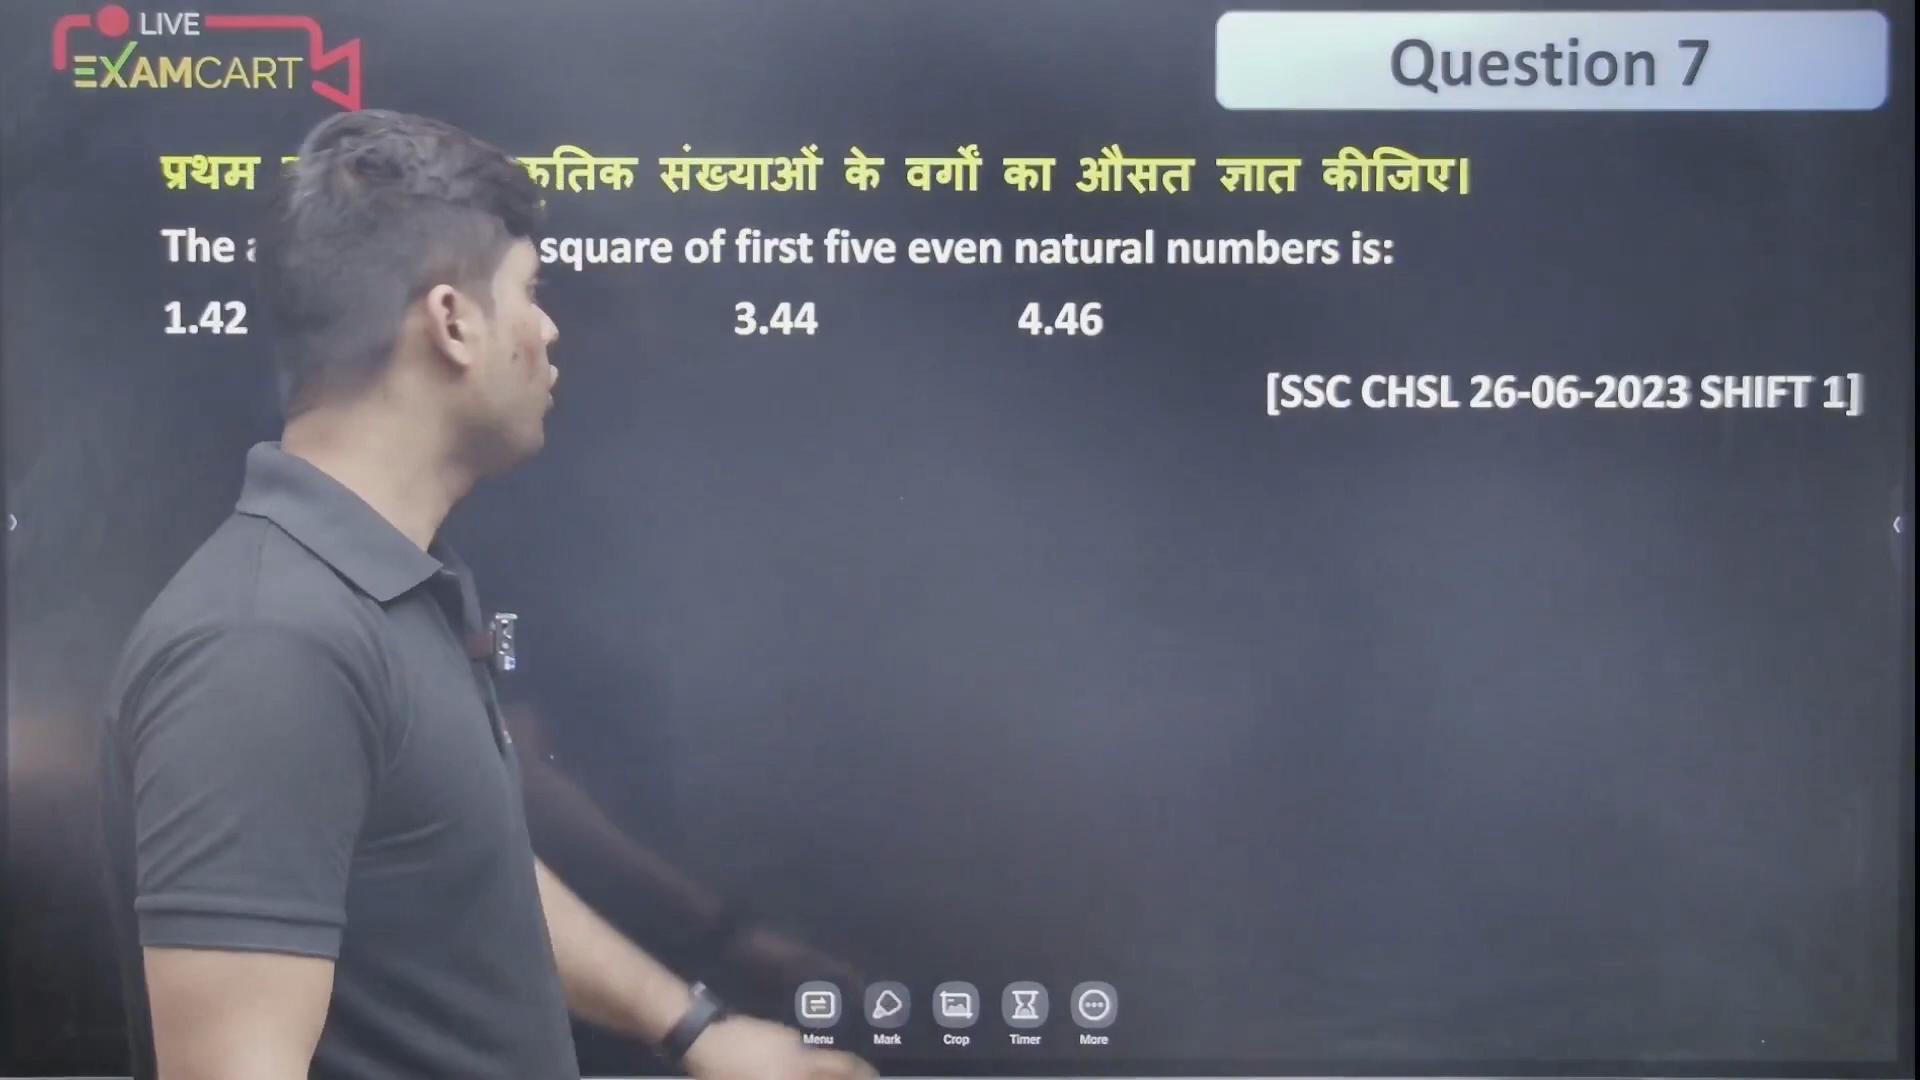 LIVE
EXAMCART
Question 7
प्रथम कृतिक संख्याओं के वर्गों का औसत ज्ञात कीजिए।
The square of first five even natural numbers is:
1.42 3.44 4.46
[SSC CHSL 26-06-2023 SHIFT 1]
Menu Mark Crop Timer More